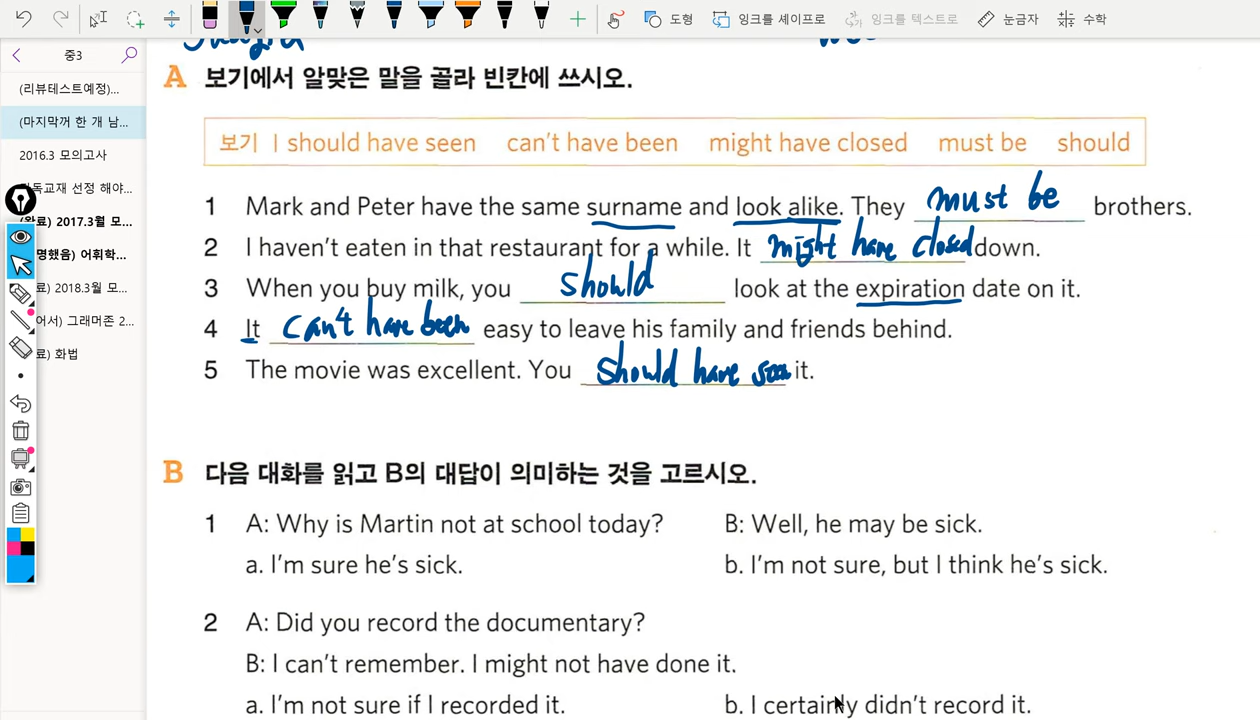 도형 잉크를 셰이프로 잉크를 텍스트로 눈금자 수학
중3
(리뷰테스트예정)...
(마지막꺼 한 개 남...
2016.3 모의고사
독교재 선정 해야...
2017.3월 모...
명했음) 어휘학...
2018.3월 모...
어서) 그래머존 2...
료) 화법
A 보기에서 알맞은 말을 골라 빈칸에 쓰시오.
보기 I should have seen can't have been might have closed must be should
1 Mark and Peter have the same surname and look alike. They must be brothers.
2 I haven't eaten in that restaurant for a while. It might have closed down.
3 When you buy milk, you should look at the expiration date on it.
4 It can't have been easy to leave his family and friends behind.
5 The movie was excellent. You should have seen it.
B 다음 대화를 읽고 B의 대답이 의미하는 것을 고르시오.
1 A: Why is Martin not at school today? B: Well, he may be sick.
a. I'm sure he's sick. b. I'm not sure, but I think he's sick.
2 A: Did you record the documentary?
B: I can't remember. I might not have done it.
a. I'm not sure if I recorded it. b. I certainly didn't record it.